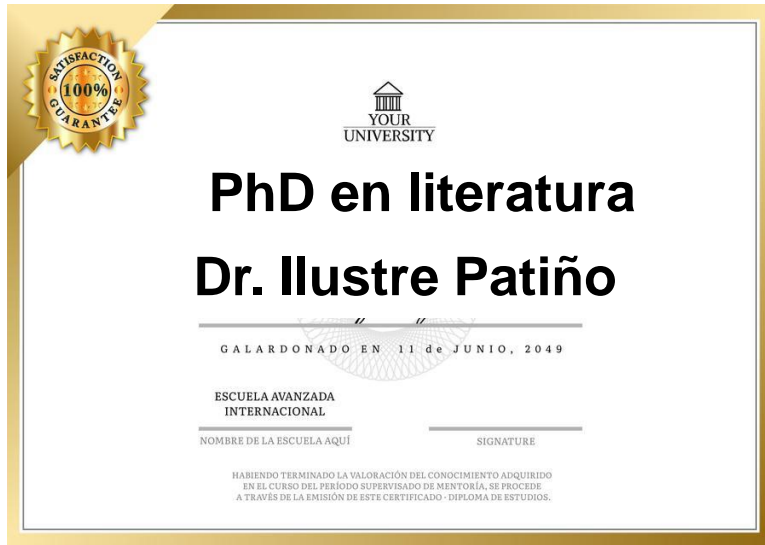 SATISFACTION
100%
GUARANTEE
YOUR
UNIVERSITY
PhD en literatura
Dr. Ilustre Patiño
GALARDONADO EN 11 de JUNIO, 2049
ESCUELA AVANZADA
INTERNACIONAL
NOMBRE DE LA ESCUELA AQUÍ
SIGNATURE
HABIENDO TERMINADO LA VALORACIÓN DEL CONOCIMIENTO ADQUIRIDO
EN EL CURSO DEL PERÍODO SUPERVISADO DE MENTORÍA, SE PROCEDE
A TRAVÉS DE LA EMISIÓN DE ESTE CERTIFICADO - DIPLOMA DE ESTUDIOS.